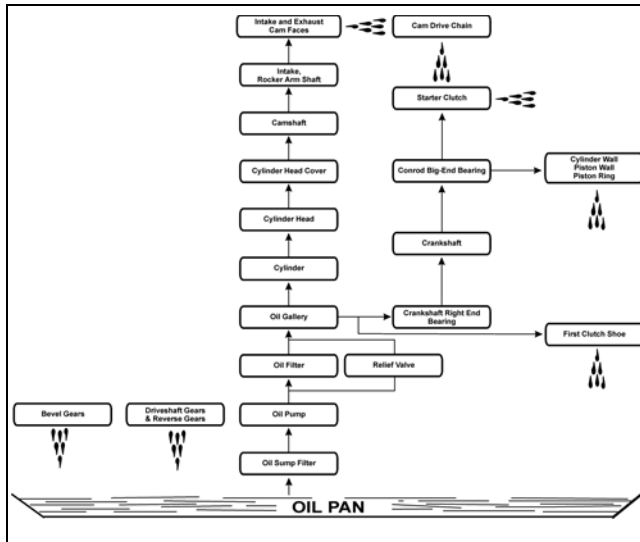 Intake and Exhaust
Cam Faces
Cam Drive Chain
Intake,
Rocker Arm Shaft
Starter Clutch
Camshaft
Cylinder Head Cover
Conrod Big-End Bearing
Cylinder Wall
Piston Wall
Piston Ring
Cylinder Head
Crankshaft
Cylinder
Oil Gallery
Crankshaft Right End
Bearing
First Clutch Shoe
Oil Filter
Relief Valve
Bevel Gears
Driveshaft Gears
& Reverse Gears
Oil Pump
Oil Sump Filter
OIL PAN